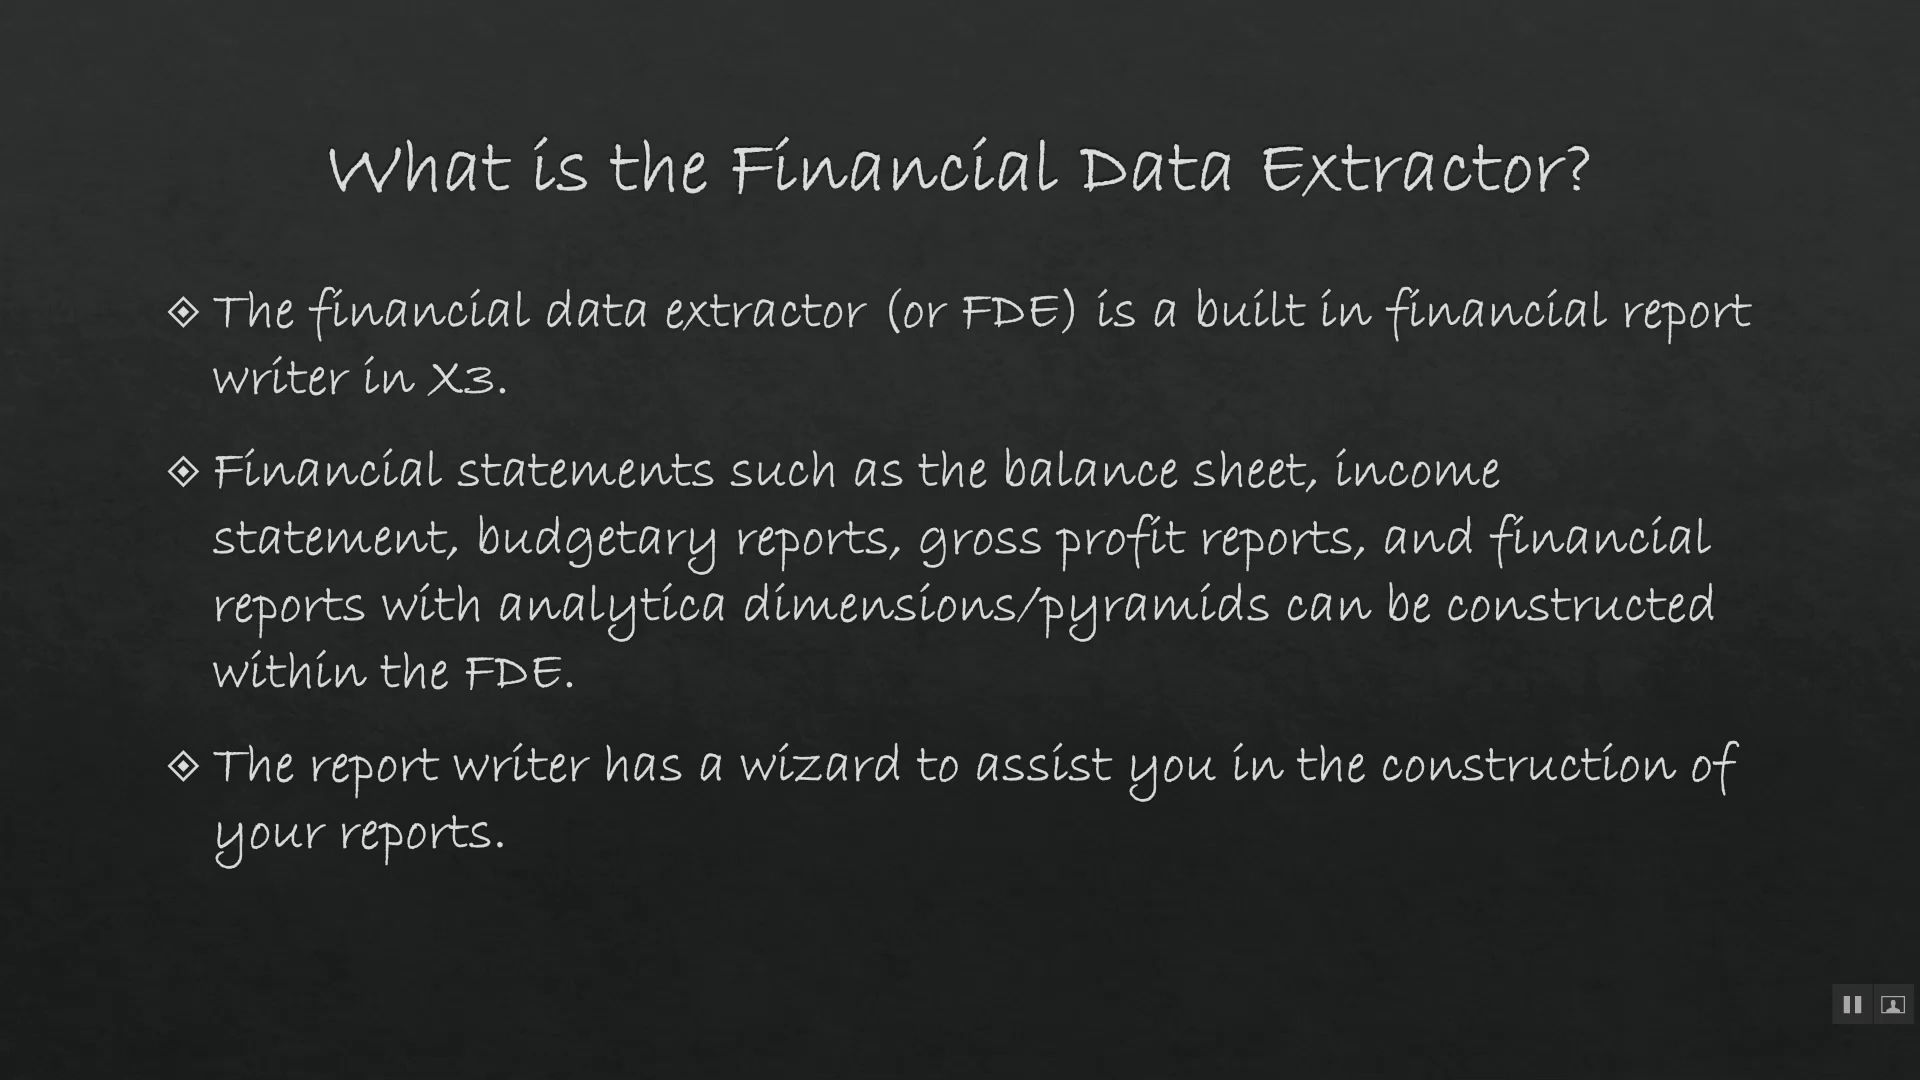 What is the Financial Data Extractor?
The financial data extractor (or FDE) is a built in financial report
writer in X3.
Financial statements such as the balance sheet, income
statement, budgetary reports, gross profit reports, and financial
reports with analytica dimensions/pyramids can be constructed
within the FDE.
The report writer has a wizard to assist you in the construction of
your reports.